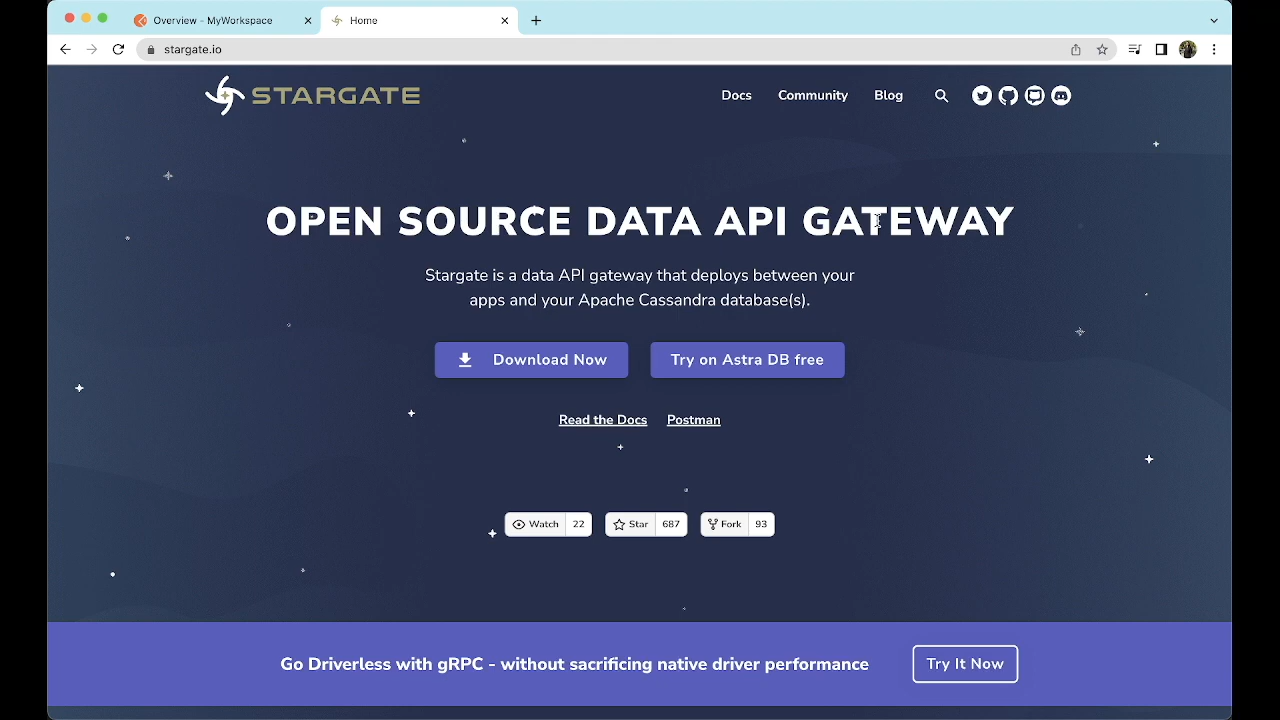 Overview - MyWorkspace
Home
stargate.io
STARGATE
Docs
Community
Blog
OPEN SOURCE DATA API GATEWAY
Stargate is a data API gateway that deploys between your
apps and your Apache Cassandra database(s).
Download Now
Try on Astra DB free
Read the Docs
Postman
Watch 22
Star 687
Fork 93
Go Driverless with gRPC - without sacrificing native driver performance
Try It Now